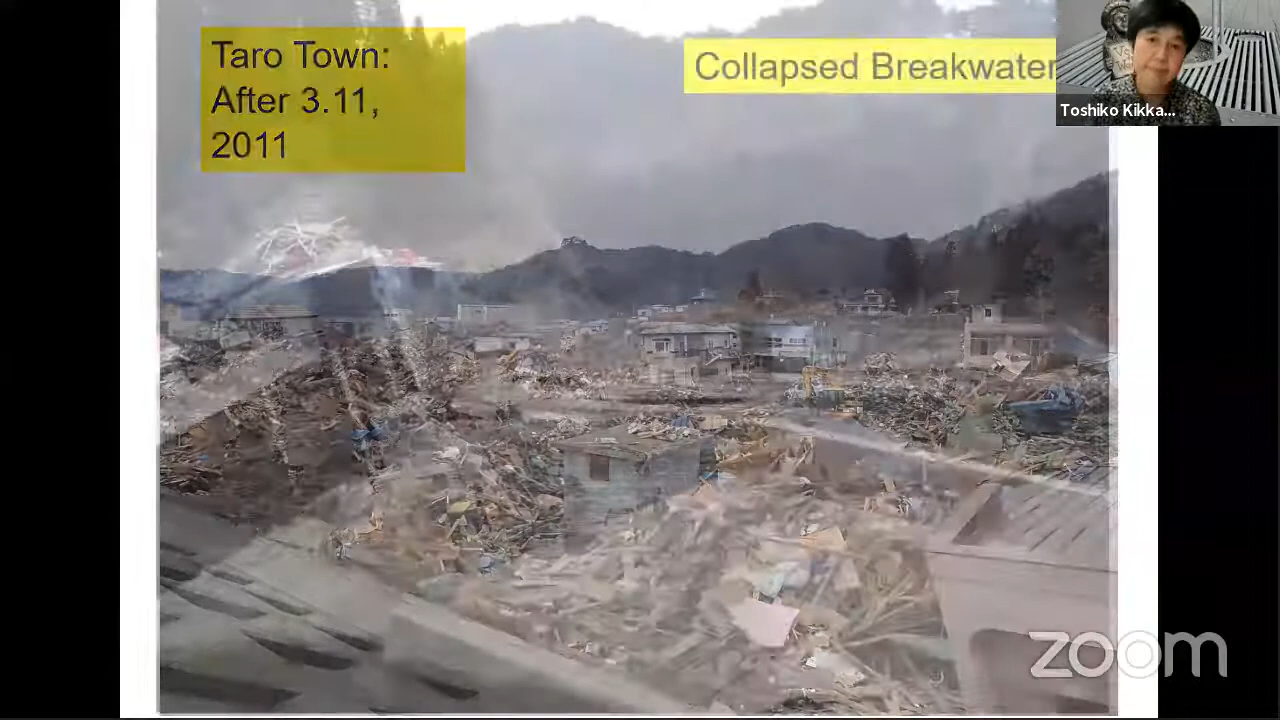 Taro Town:
After 3.11,
2011
Collapsed Breakwater
Toshiko Kikka...
zoom